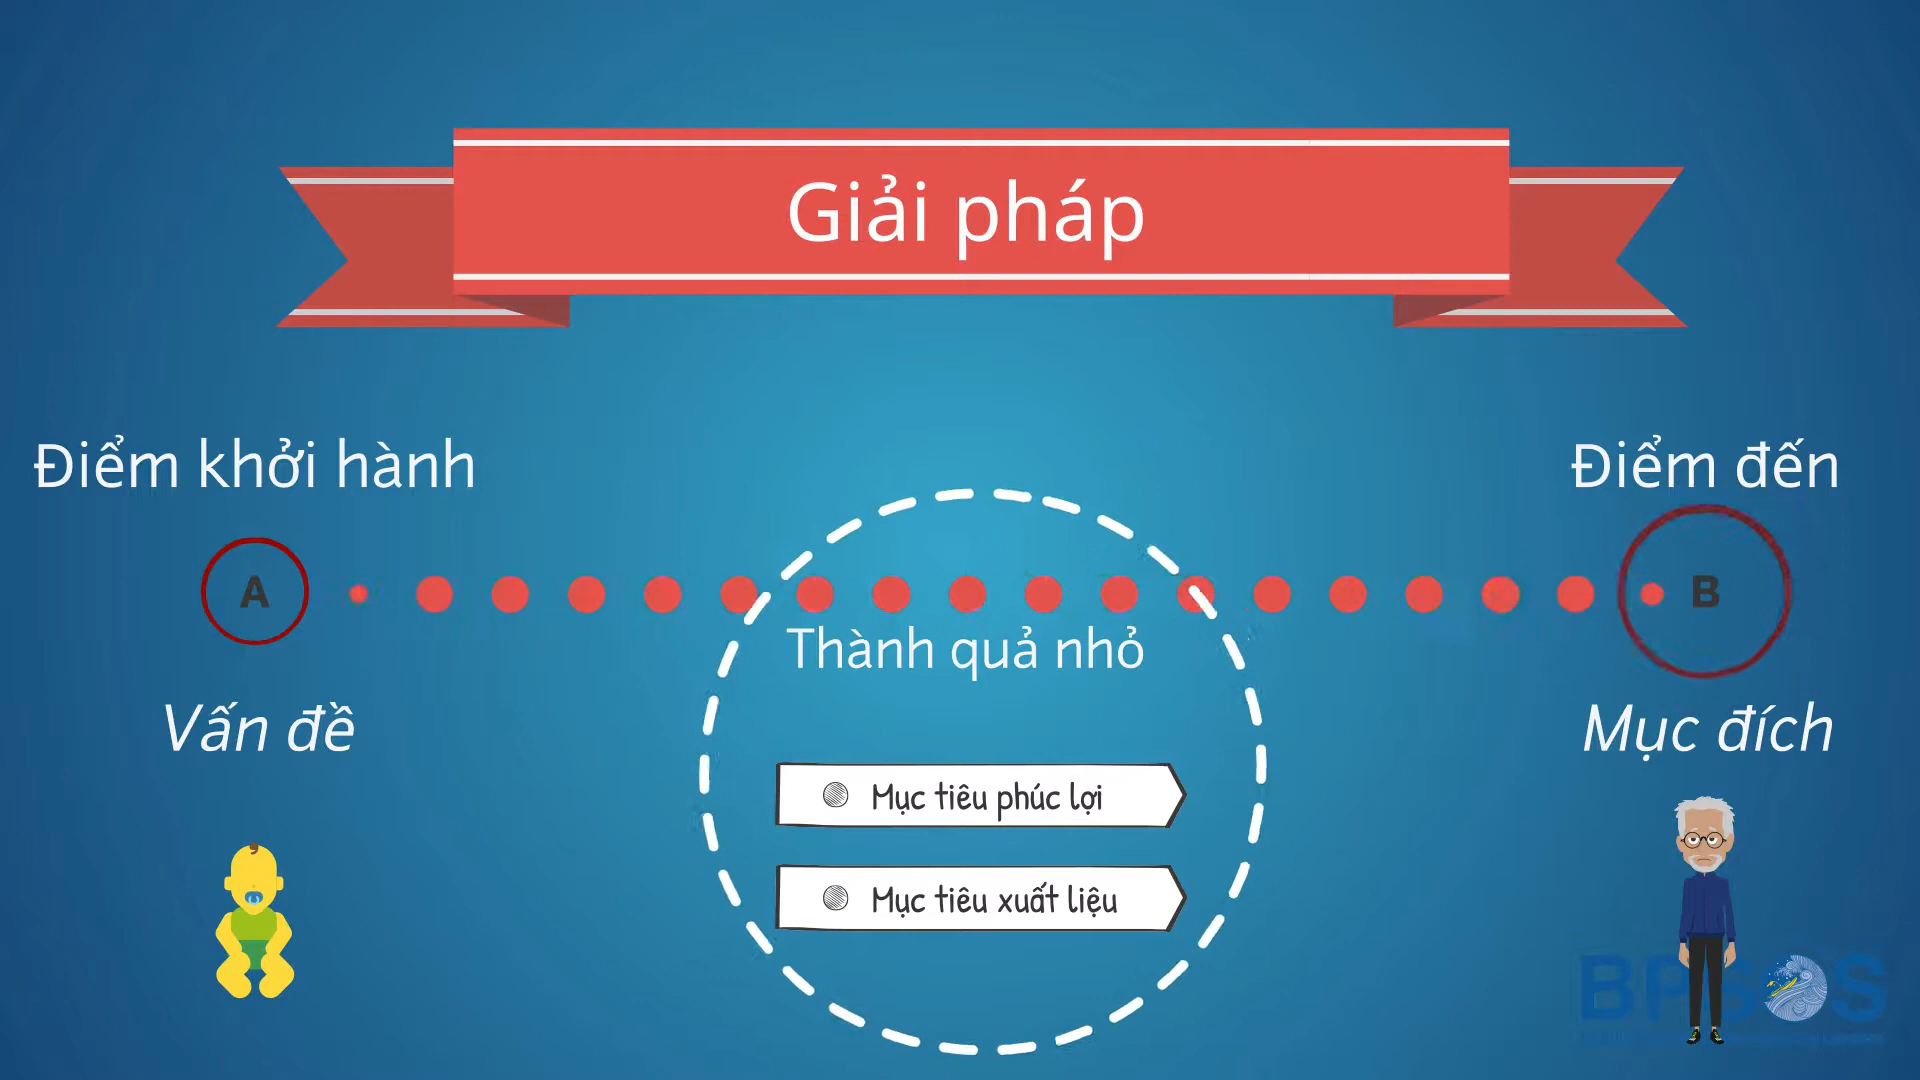 Giải pháp
Điểm khởi hành
Điểm đến
A
B
Thành quả nhỏ
Vấn đề
Mục đích
Mục tiêu phúc lợi
Mục tiêu xuất liệu
BPSOS